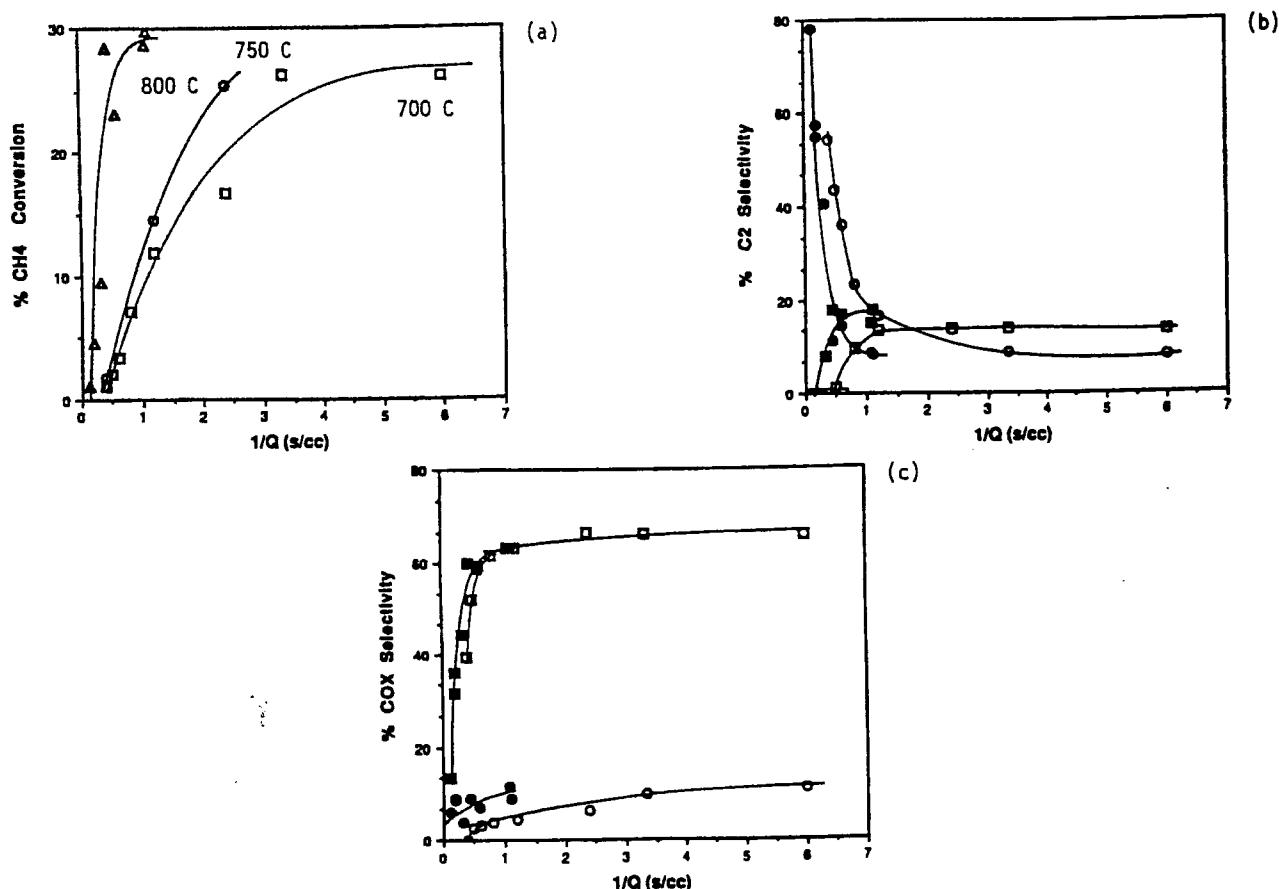 (a)
% CH4 Conversion
30
20
10
0
800 C
750 C
700 C
0 1 2 3 4 5 6 7
1/Q (s/cc)
(b)
% C2 Selectivity
80
60
40
20
0
0 1 2 3 4 5 6 7
1/Q (s/cc)
(c)
% COX Selectivity
80
60
40
20
0
0 1 2 3 4 5 6 7
1/Q (s/cc)